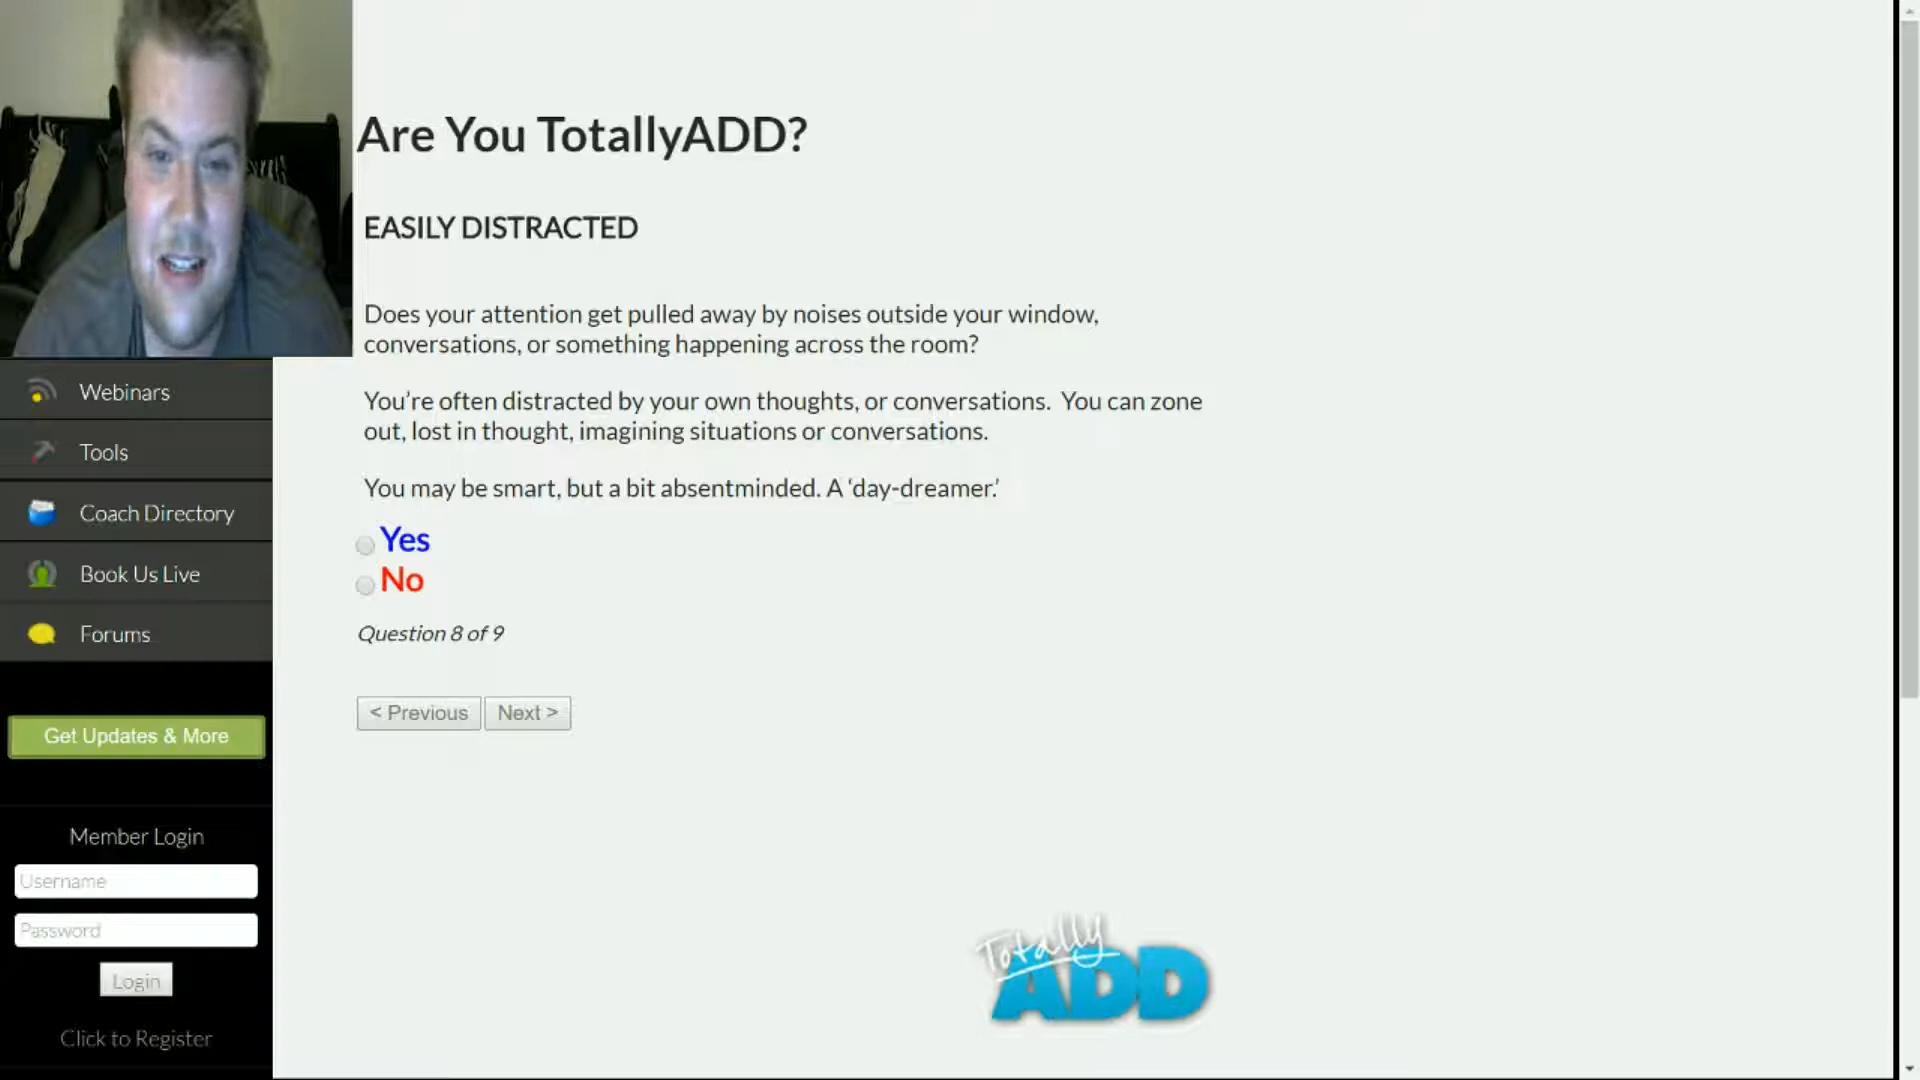 Are You TotallyADD?
EASILY DISTRACTED
Does your attention get pulled away by noises outside your window,
conversations, or something happening across the room?
You’re often distracted by your own thoughts, or conversations.  You can zone
out, lost in thought, imagining situations or conversations.
You may be smart, but a bit absentminded. A ‘day-dreamer.’
Yes
No
Question 8 of 9
< Previous
Next >
Webinars
Tools
Coach Directory
Book Us Live
Forums
Get Updates & More
Member Login
Username
Password
Login
Click to Register
Totally
ADD